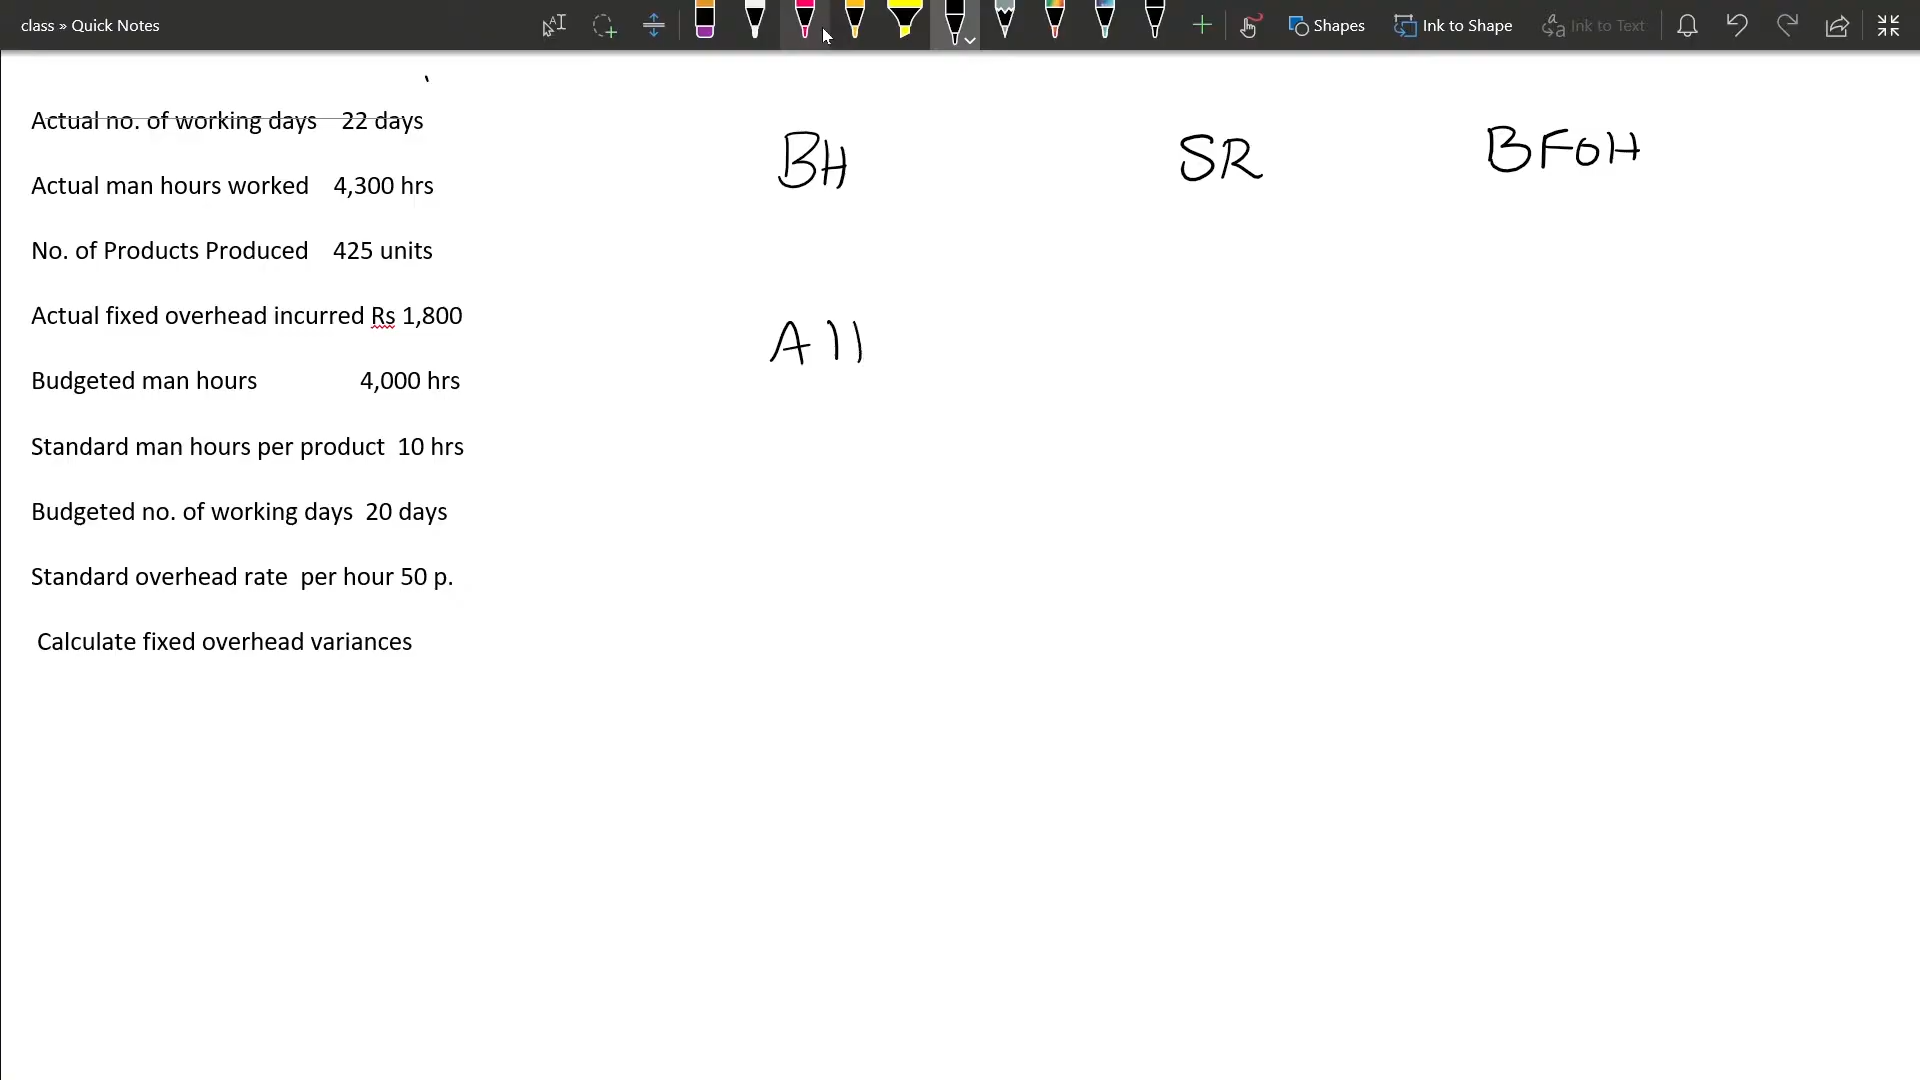 class » Quick Notes
Shapes
Ink to Shape
Ink to Text
Actual no. of working days 22 days
BH SR BFOH
Actual man hours worked 4,300 hrs
No. of Products Produced 425 units
Actual fixed overhead incurred Rs 1,800
A11
Budgeted man hours 4,000 hrs
Standard man hours per product 10 hrs
Budgeted no. of working days 20 days
Standard overhead rate per hour 50 p.
Calculate fixed overhead variances